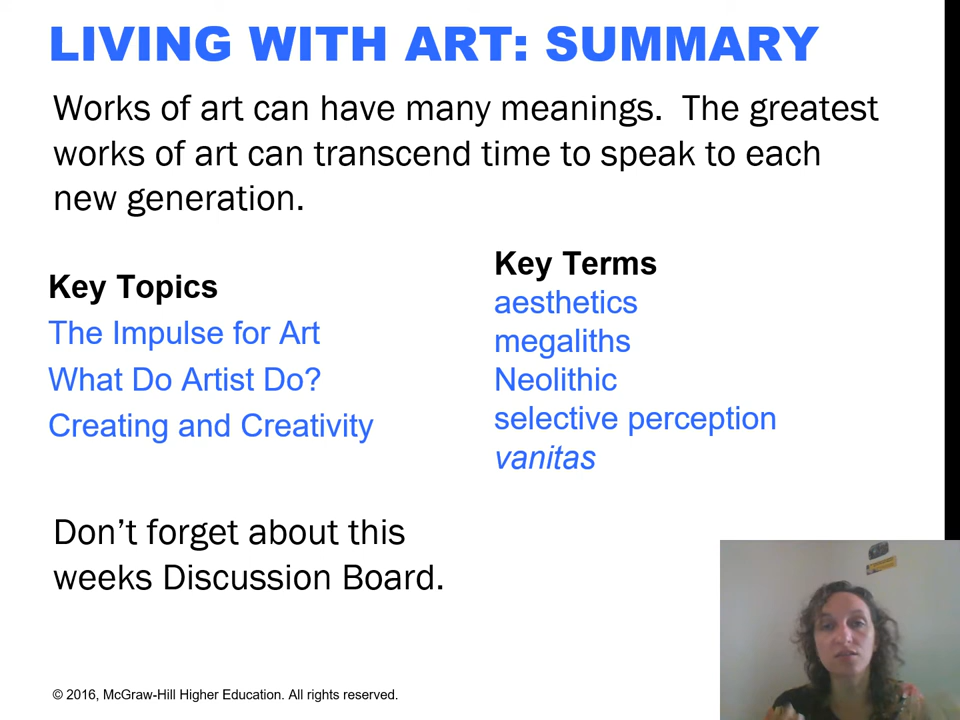 LIVING WITH ART: SUMMARY
Works of art can have many meanings. The greatest
works of art can transcend time to speak to each
new generation.
Key Topics
The Impulse for Art
What Do Artist Do?
Creating and Creativity
Key Terms
aesthetics
megaliths
Neolithic
selective perception
vanitas
Don’t forget about this
weeks Discussion Board.
© 2016, McGraw-Hill Higher Education. All rights reserved.